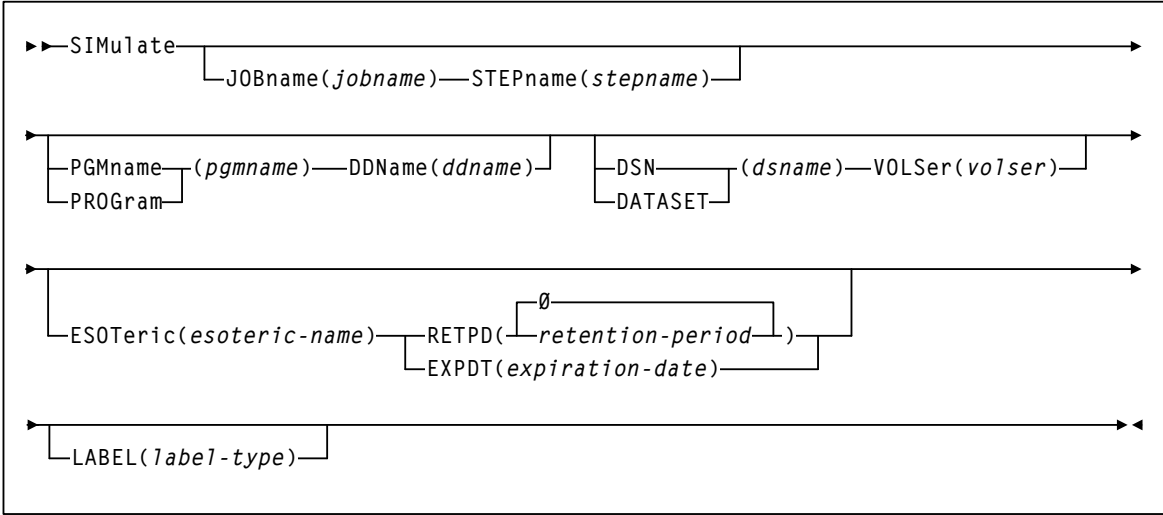 SIMulate
JOBname(jobname) STEPname(stepname)
PGMname (pgmname) DDName(ddname) DSN (dsname) VOLSer(volser)
PROGram DATASET
Ø
ESOTeric(esoteric-name) RETPD( retention-period )
EXPDT(expiration-date)
LABEL(label-type)